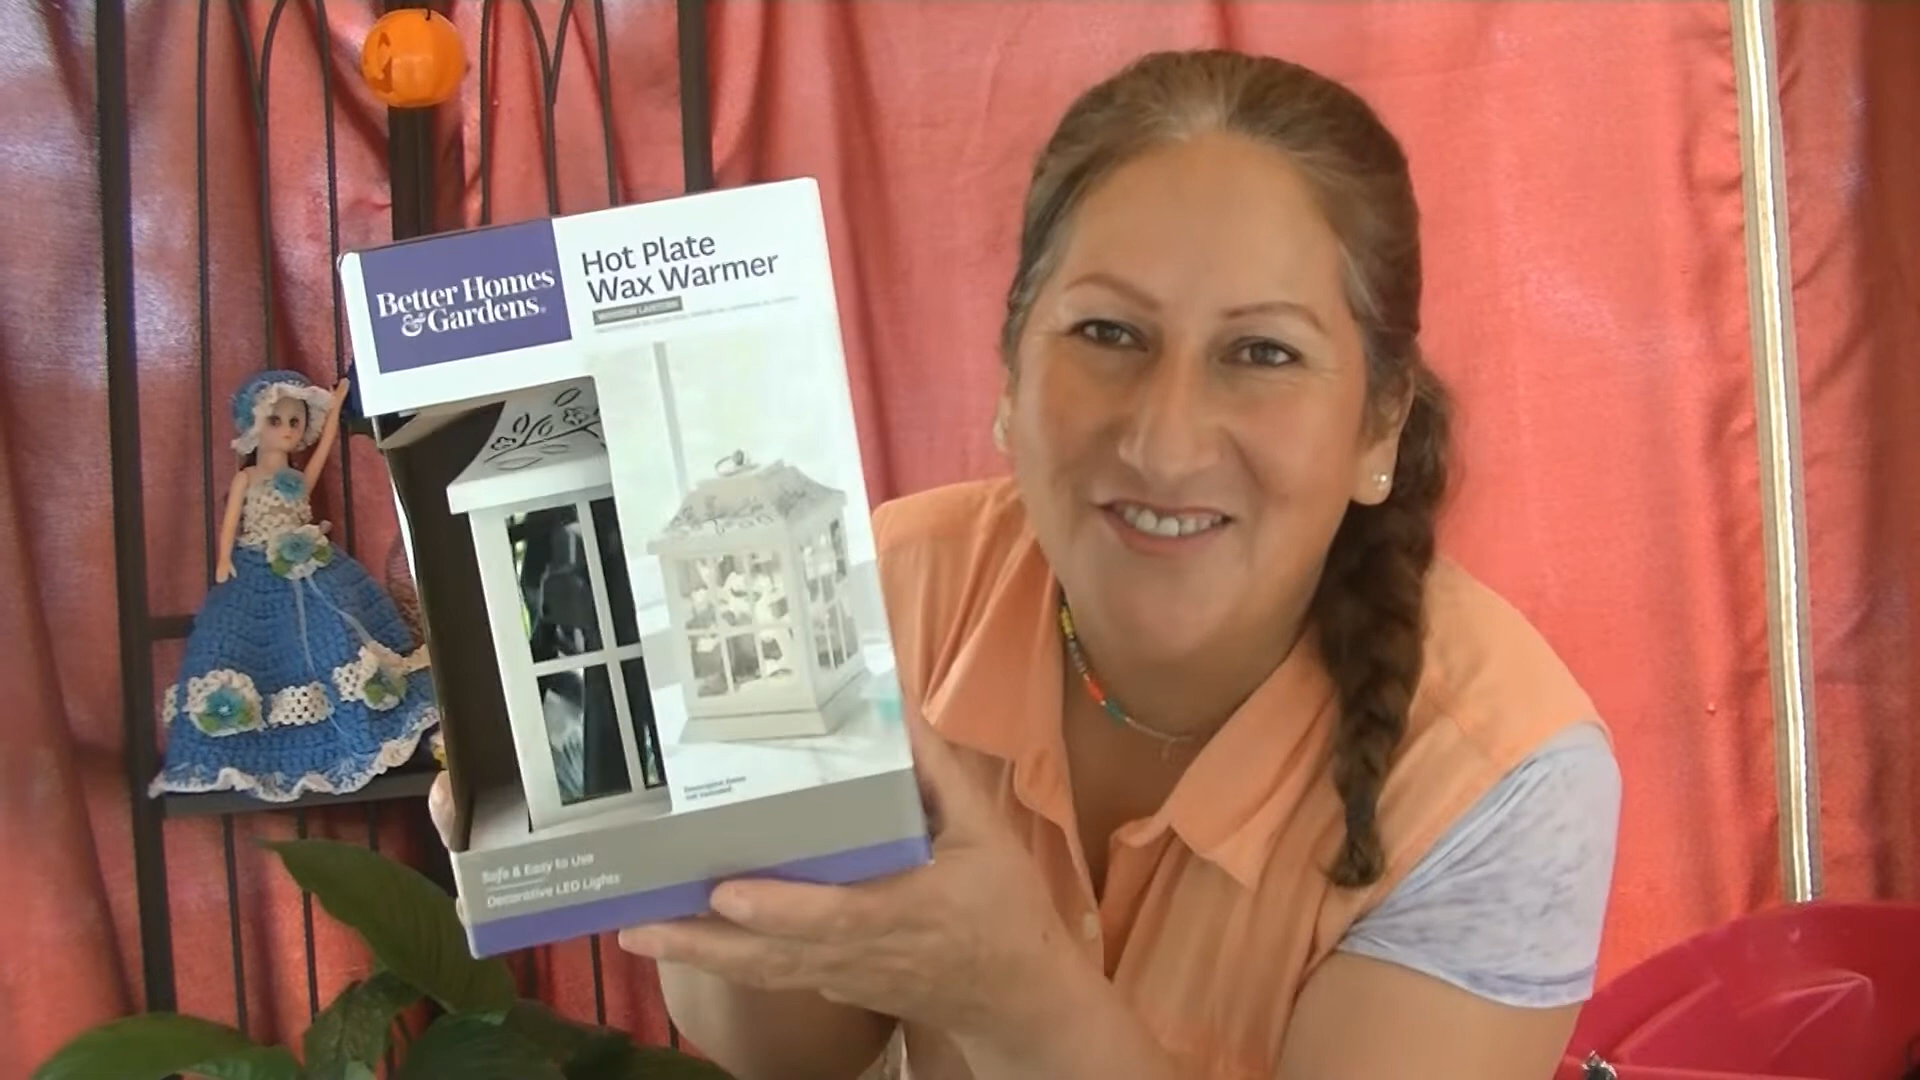 Better Homes
& Gardens®
Hot Plate
Wax Warmer
Safe & Easy to Use
Decorative LED Lights